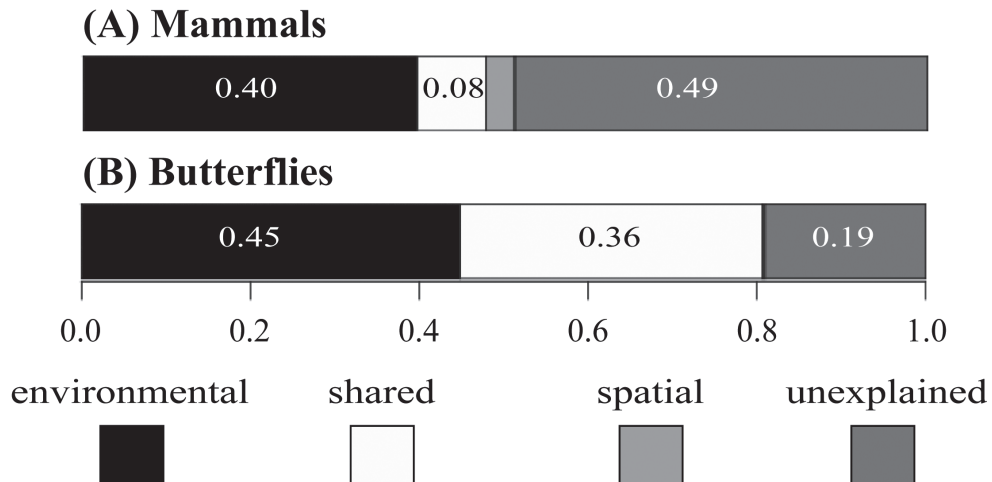 (A) Mammals
0.40 0.08 0.49
(B) Butterflies
0.45 0.36 0.19
0.0 0.2 0.4 0.6 0.8 1.0
environmental shared spatial unexplained